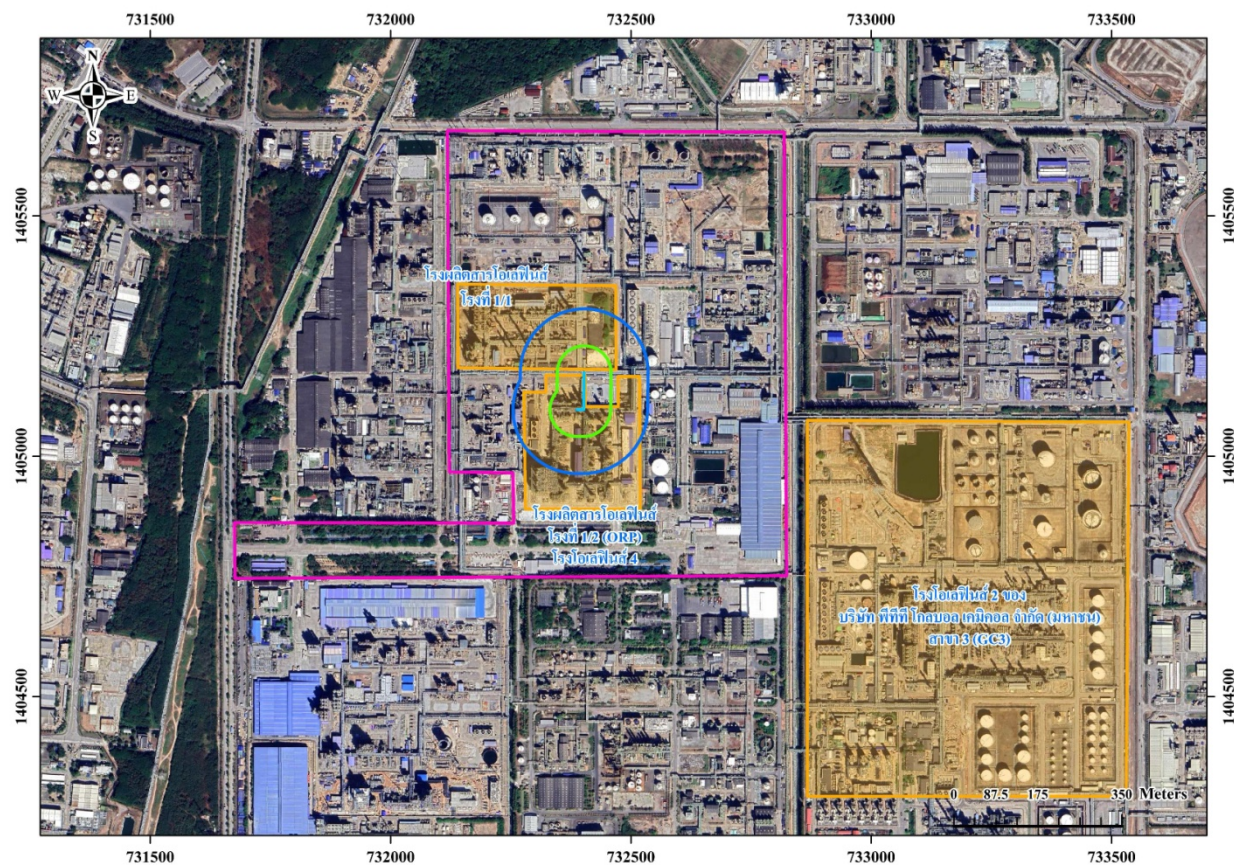 731500 732000 732500 733000 733500
N
W E
S
1405500 1405500
โรงผลิตสารโอเลฟินส์
โรงที่ 1/1
1405000 1405000
โรงผลิตสารโอเลฟินส์
โรงที่ 1/2 (ORP)
โรงโอเลฟินส์ 4
โรงโอเลฟินส์ 2 ของ
บริษัท พีทีที โกลบอล เคมิคอล จำกัด (มหาชน)
สาขา 3 (GC3)
1404500 1404500
0 87.5 175 350 Meters
731500 732000 732500 733000 733500